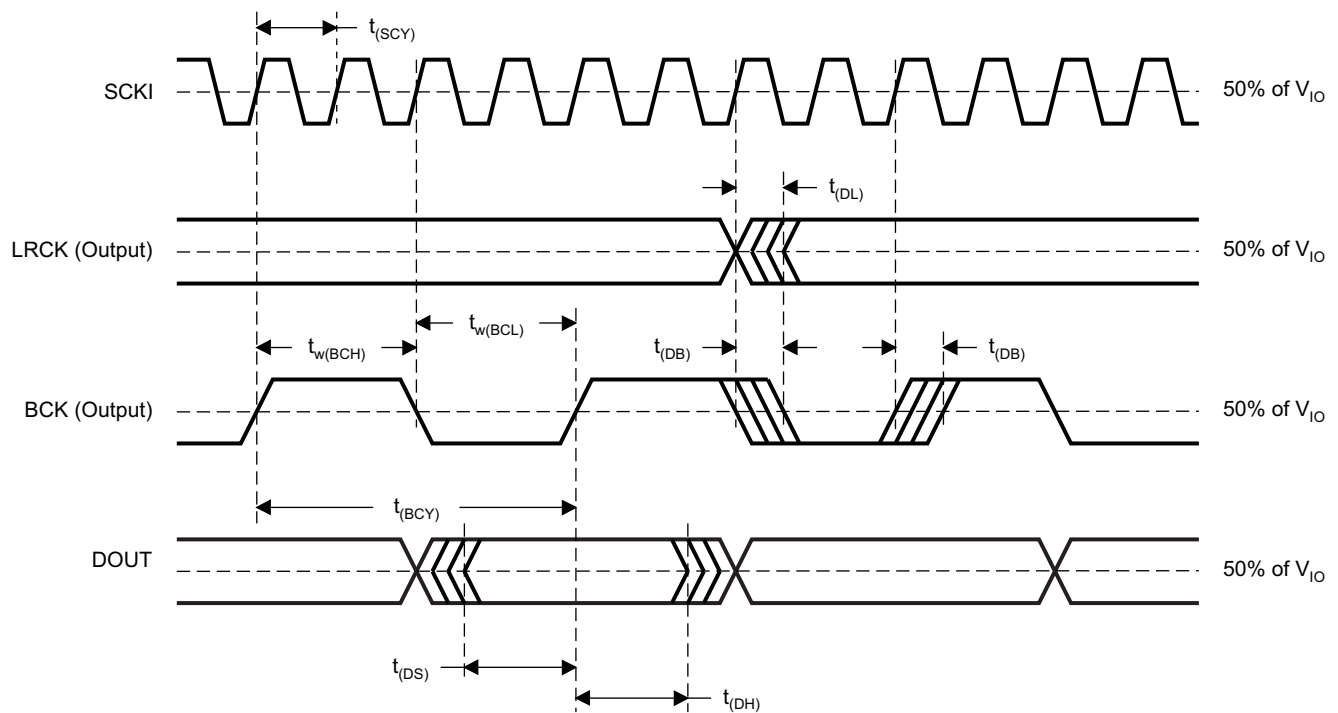 t(SCY)
SCKI
50% of VIO
t(DL)
LRCK (Output)
50% of VIO
tw(BCL)
tw(BCH)
t(DB)
t(DB)
BCK (Output)
50% of VIO
t(BCY)
DOUT
50% of VIO
t(DS)
t(DH)